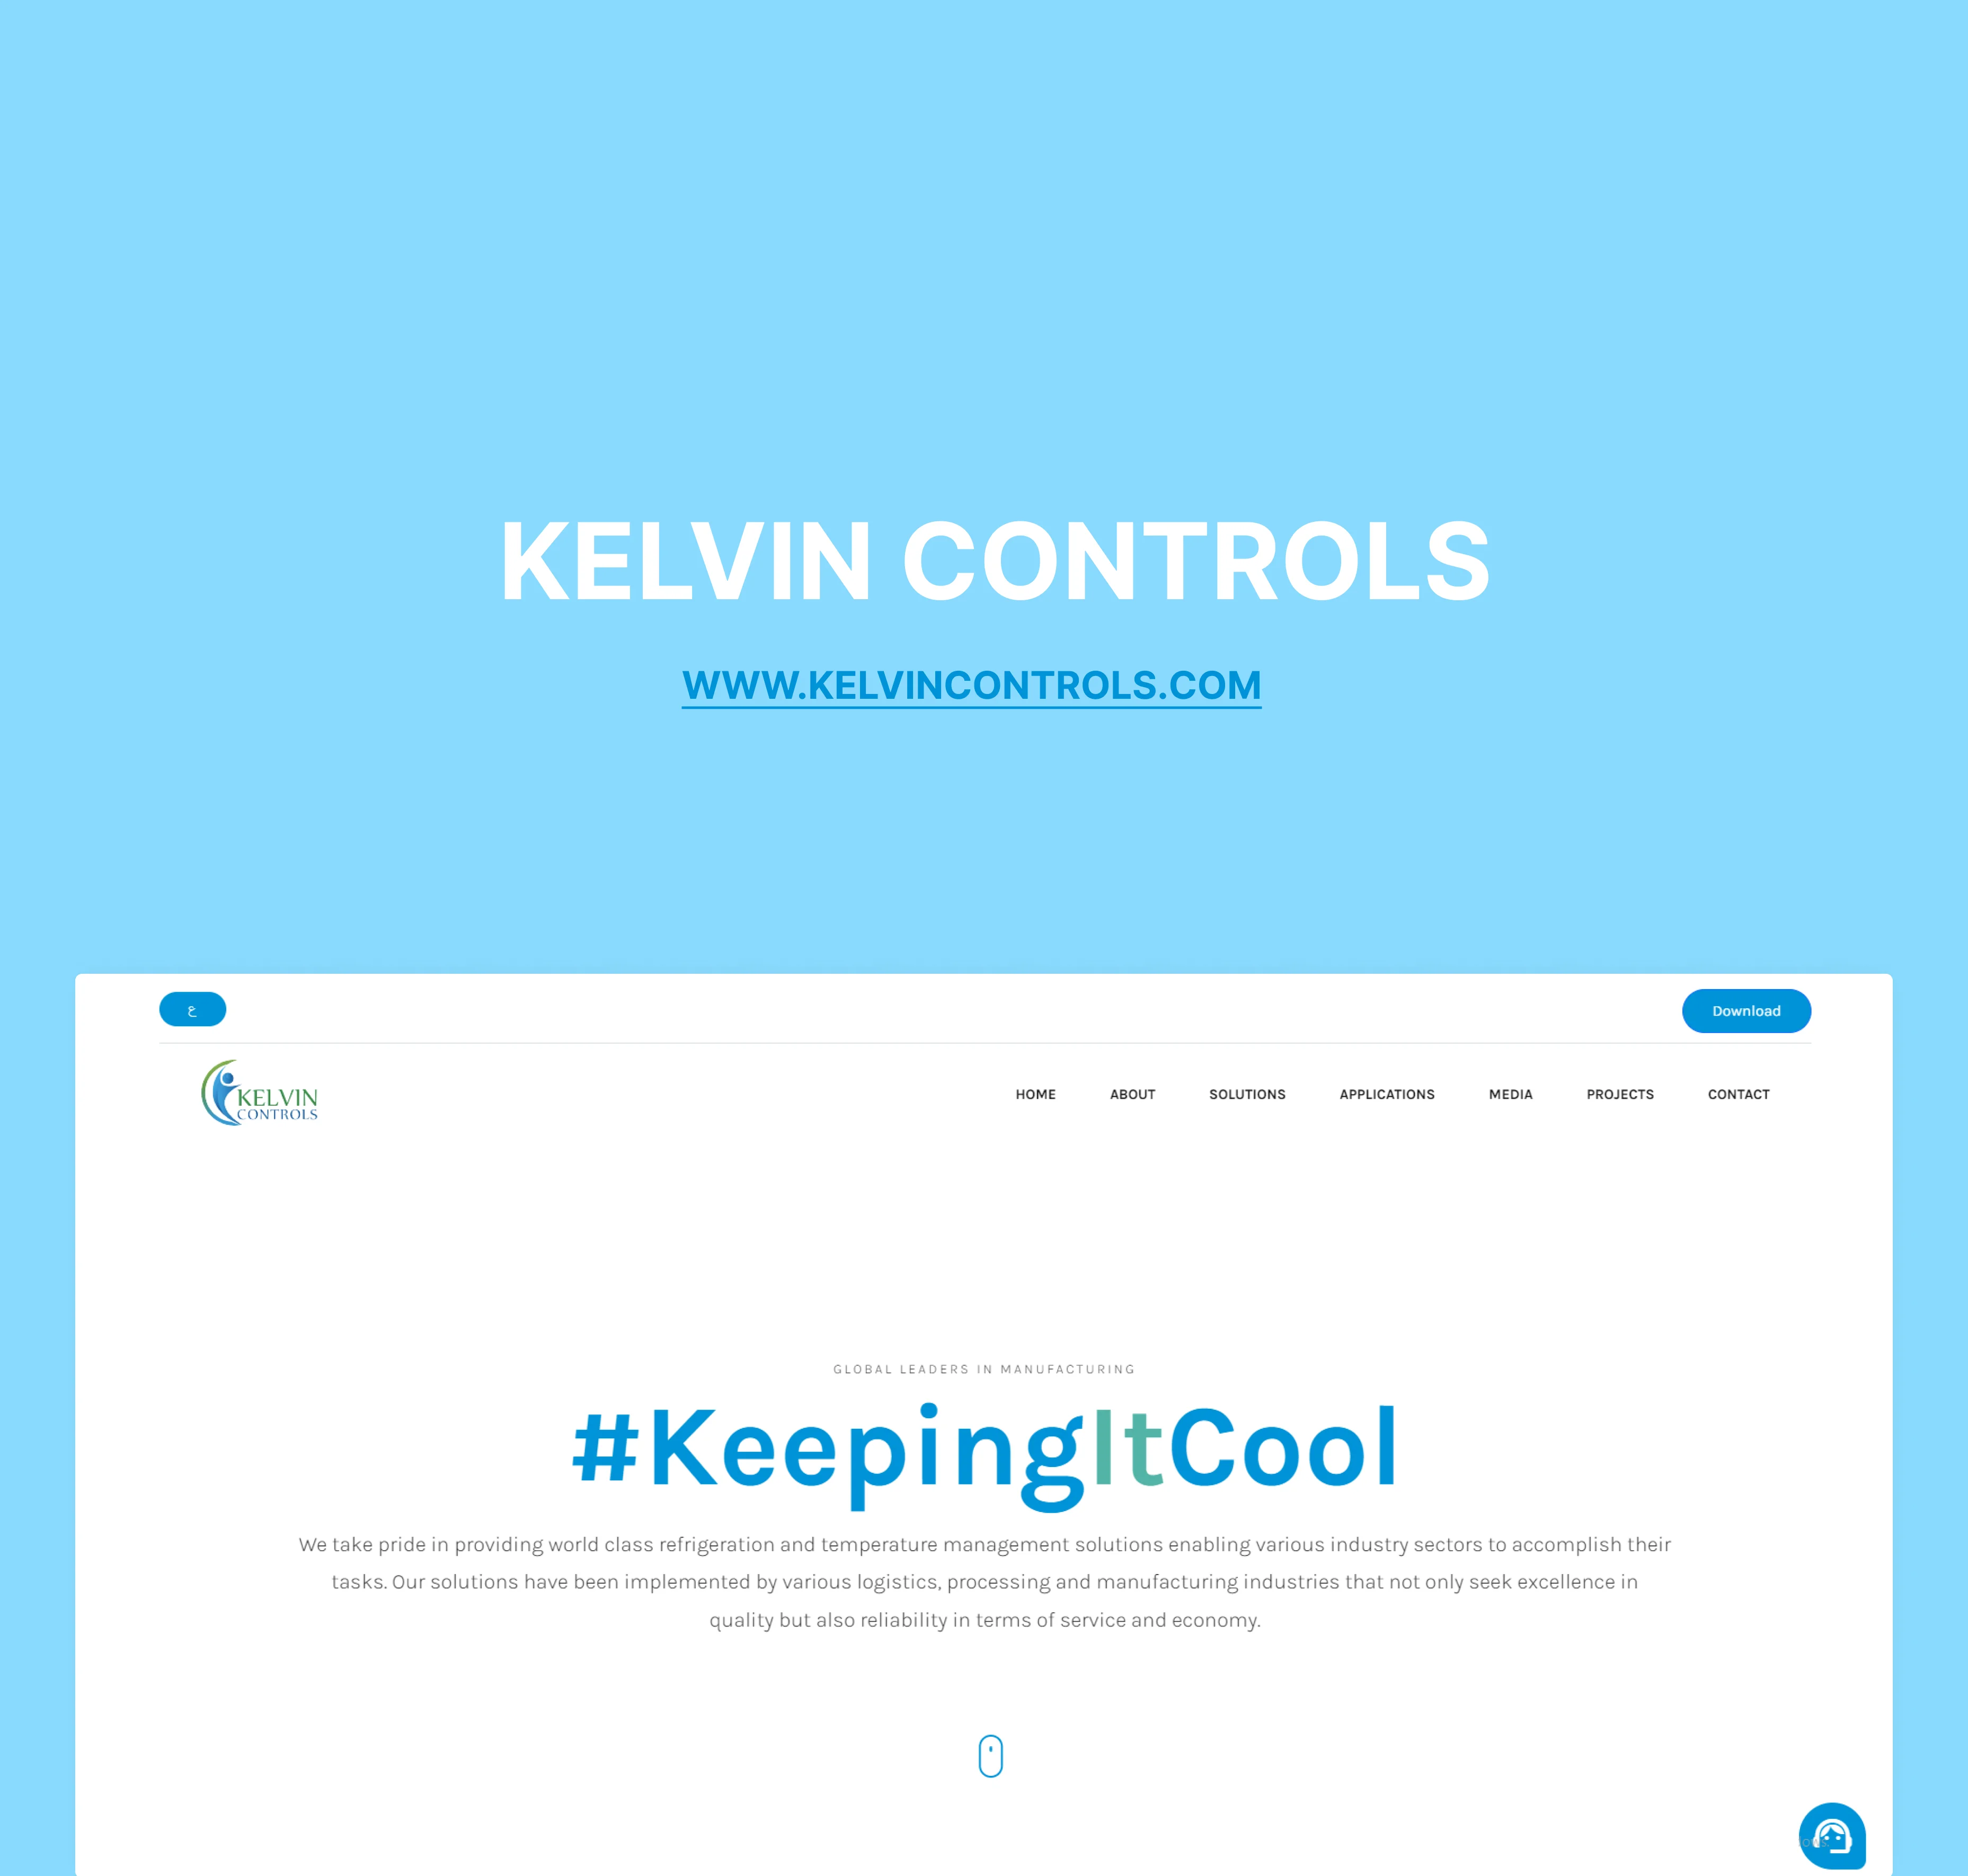 KELVIN CONTROLS
WWW.KELVINCONTROLS.COM
ع
Download
KELVIN
CONTROLS
HOME ABOUT SOLUTIONS APPLICATIONS MEDIA PROJECTS CONTACT
GLOBAL LEADERS IN MANUFACTURING
#KeepingItCool
We take pride in providing world class refrigeration and temperature management solutions enabling various industry sectors to accomplish their
tasks. Our solutions have been implemented by various logistics, processing and manufacturing industries that not only seek excellence in
quality but also reliability in terms of service and economy.